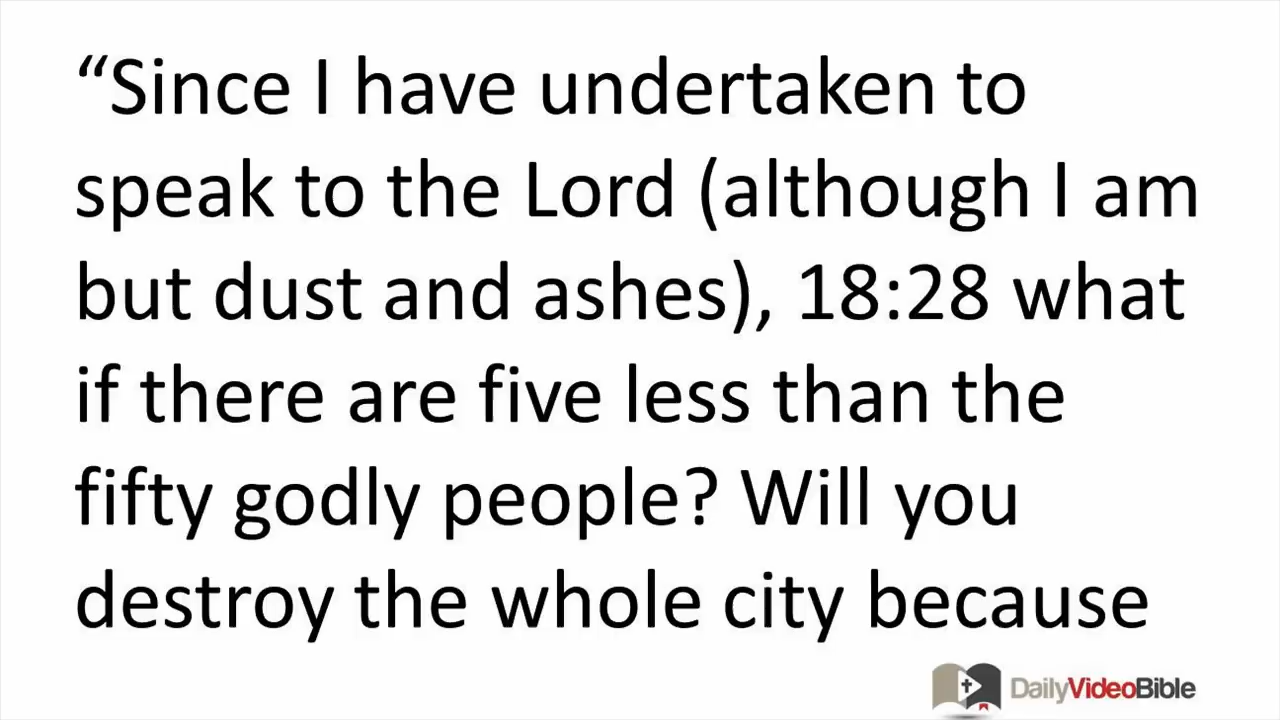 “Since I have undertaken to
speak to the Lord (although I am
but dust and ashes), 18:28 what
if there are five less than the
fifty godly people? Will you
destroy the whole city because
DailyVideoBible